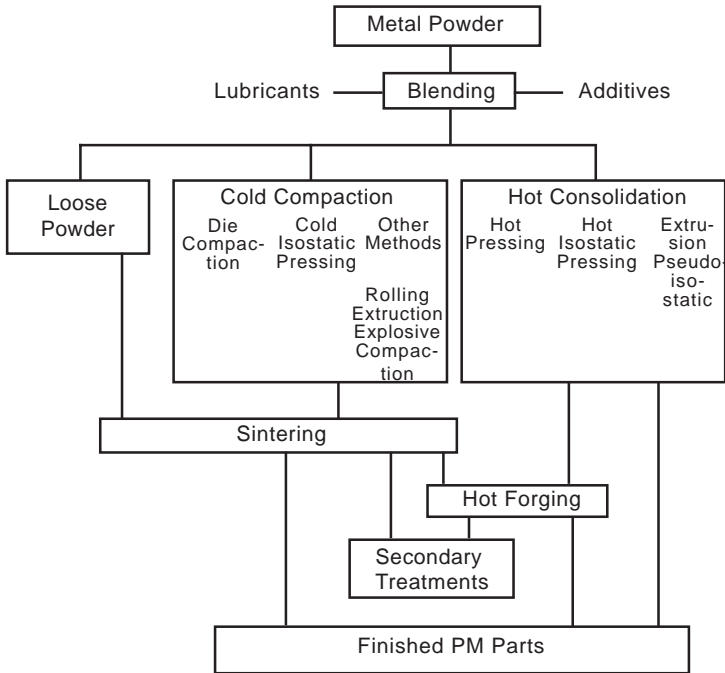 Metal Powder
Lubricants
Blending
Additives
Loose
Powder
Cold Compaction
Die
Compac-
tion
Cold
Isostatic
Pressing
Other
Methods
Rolling
Extruction
Explosive
Compac-
tion
Hot Consolidation
Hot
Pressing
Hot
Isostatic
Pressing
Extru-
sion
Pseudo-
iso-
static
Sintering
Hot Forging
Secondary
Treatments
Finished PM Parts